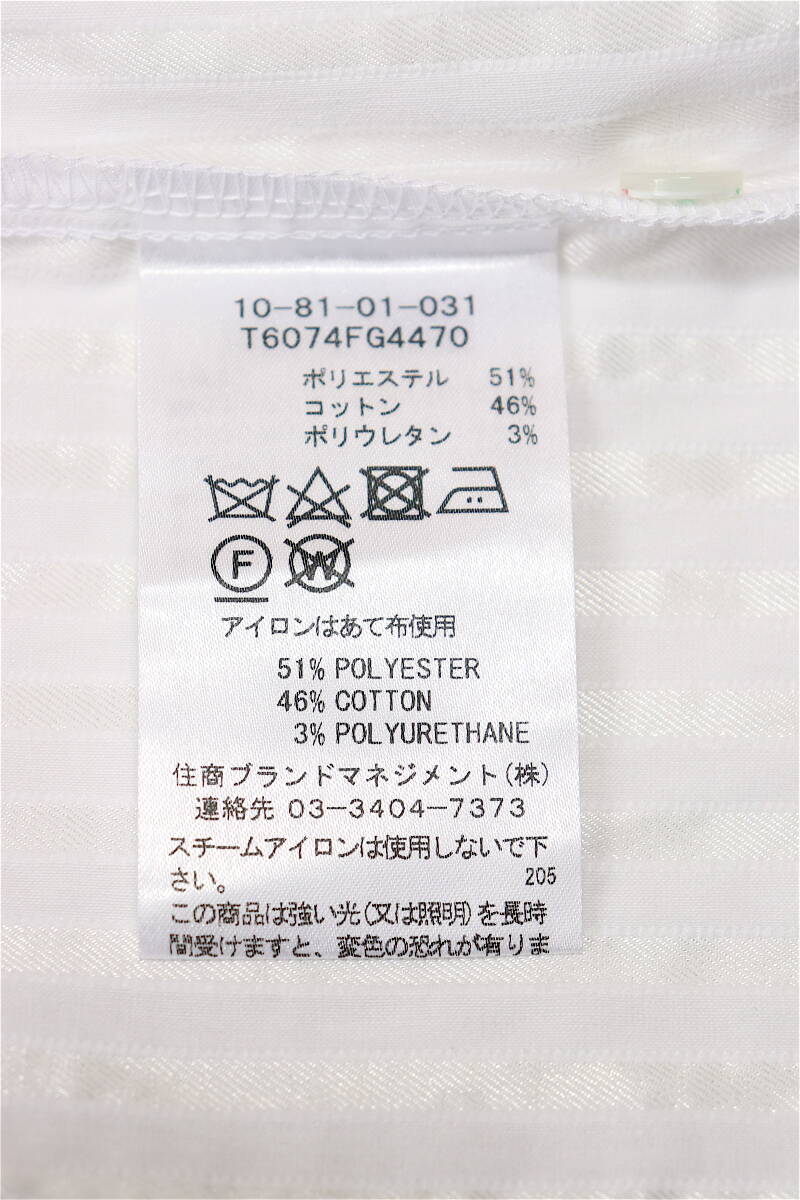 10-81-01-031
T6074FG4470
ポリエステル 51%
コットン 46%
ポリウレタン 3%
F W
アイロンはあて布使用
51% POLYESTER
46% COTTON
3% POLYURETHANE
住商ブランドマネジメント(株)
連絡先 03-3404-7373
スチームアイロンは使用しないで下
さい。 205
この商品は強い光(又は照明)を長時
間受けますと、変色の恐れが有りま